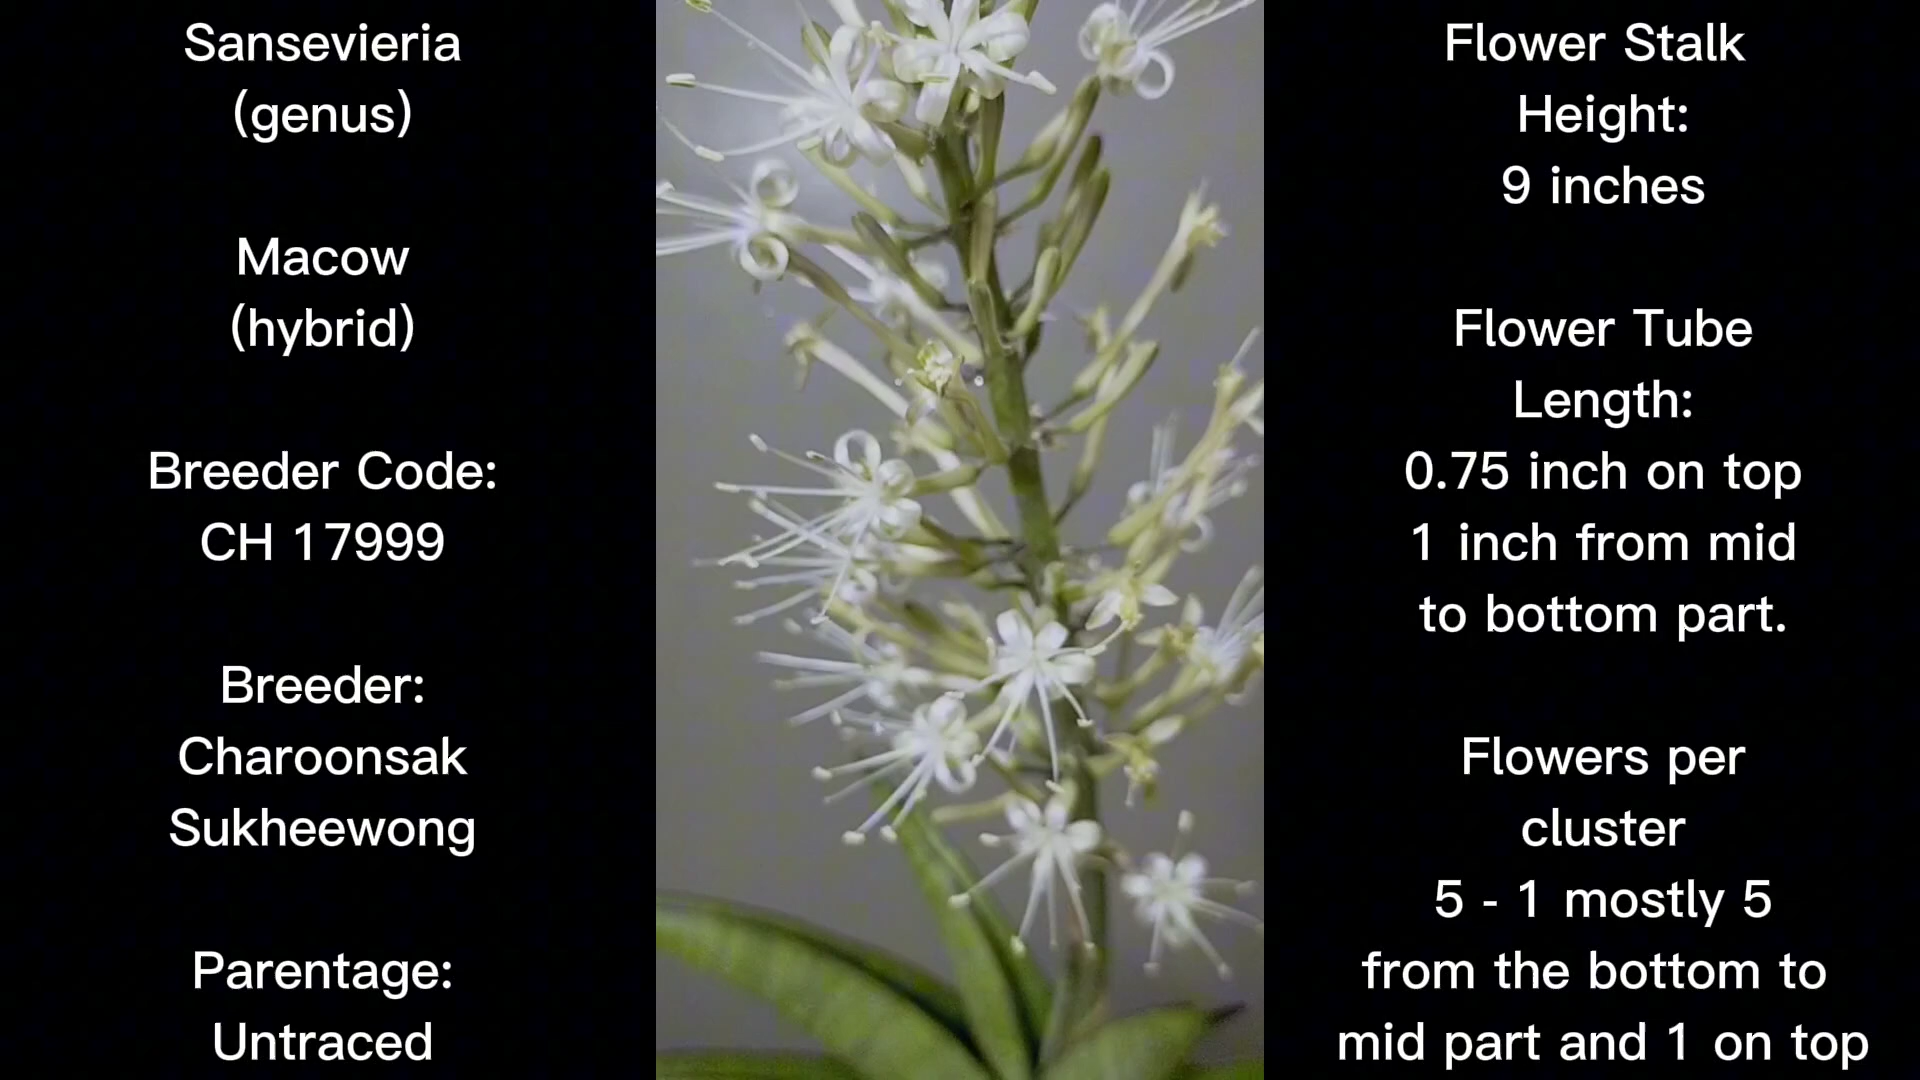 Sansevieria
(genus)
Macow
(hybrid)
Breeder Code:
CH 17999
Breeder:
Charoonsak
Sukheewong
Parentage:
Untraced
Flower Stalk
Height:
9 inches
Flower Tube
Length:
0.75 inch on top
1 inch from mid
to bottom part.
Flowers per
cluster
5 - 1 mostly 5
from the bottom to
mid part and 1 on top